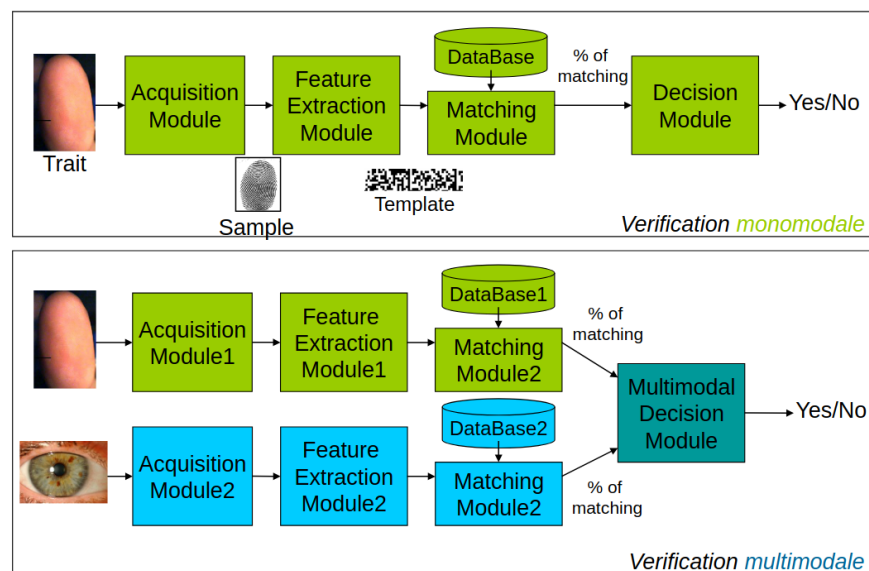 Trait
Acquisition
Module
Sample
Feature
Extraction
Module
Template
DataBase
Matching
Module
% of
matching
Decision
Module
Yes/No
Verification monomodale
Acquisition
Module1
Feature
Extraction
Module1
DataBase1
Matching
Module2
% of
matching
Acquisition
Module2
Feature
Extraction
Module2
DataBase2
Matching
Module2
% of
matching
Multimodal
Decision
Module
Yes/No
Verification multimodale